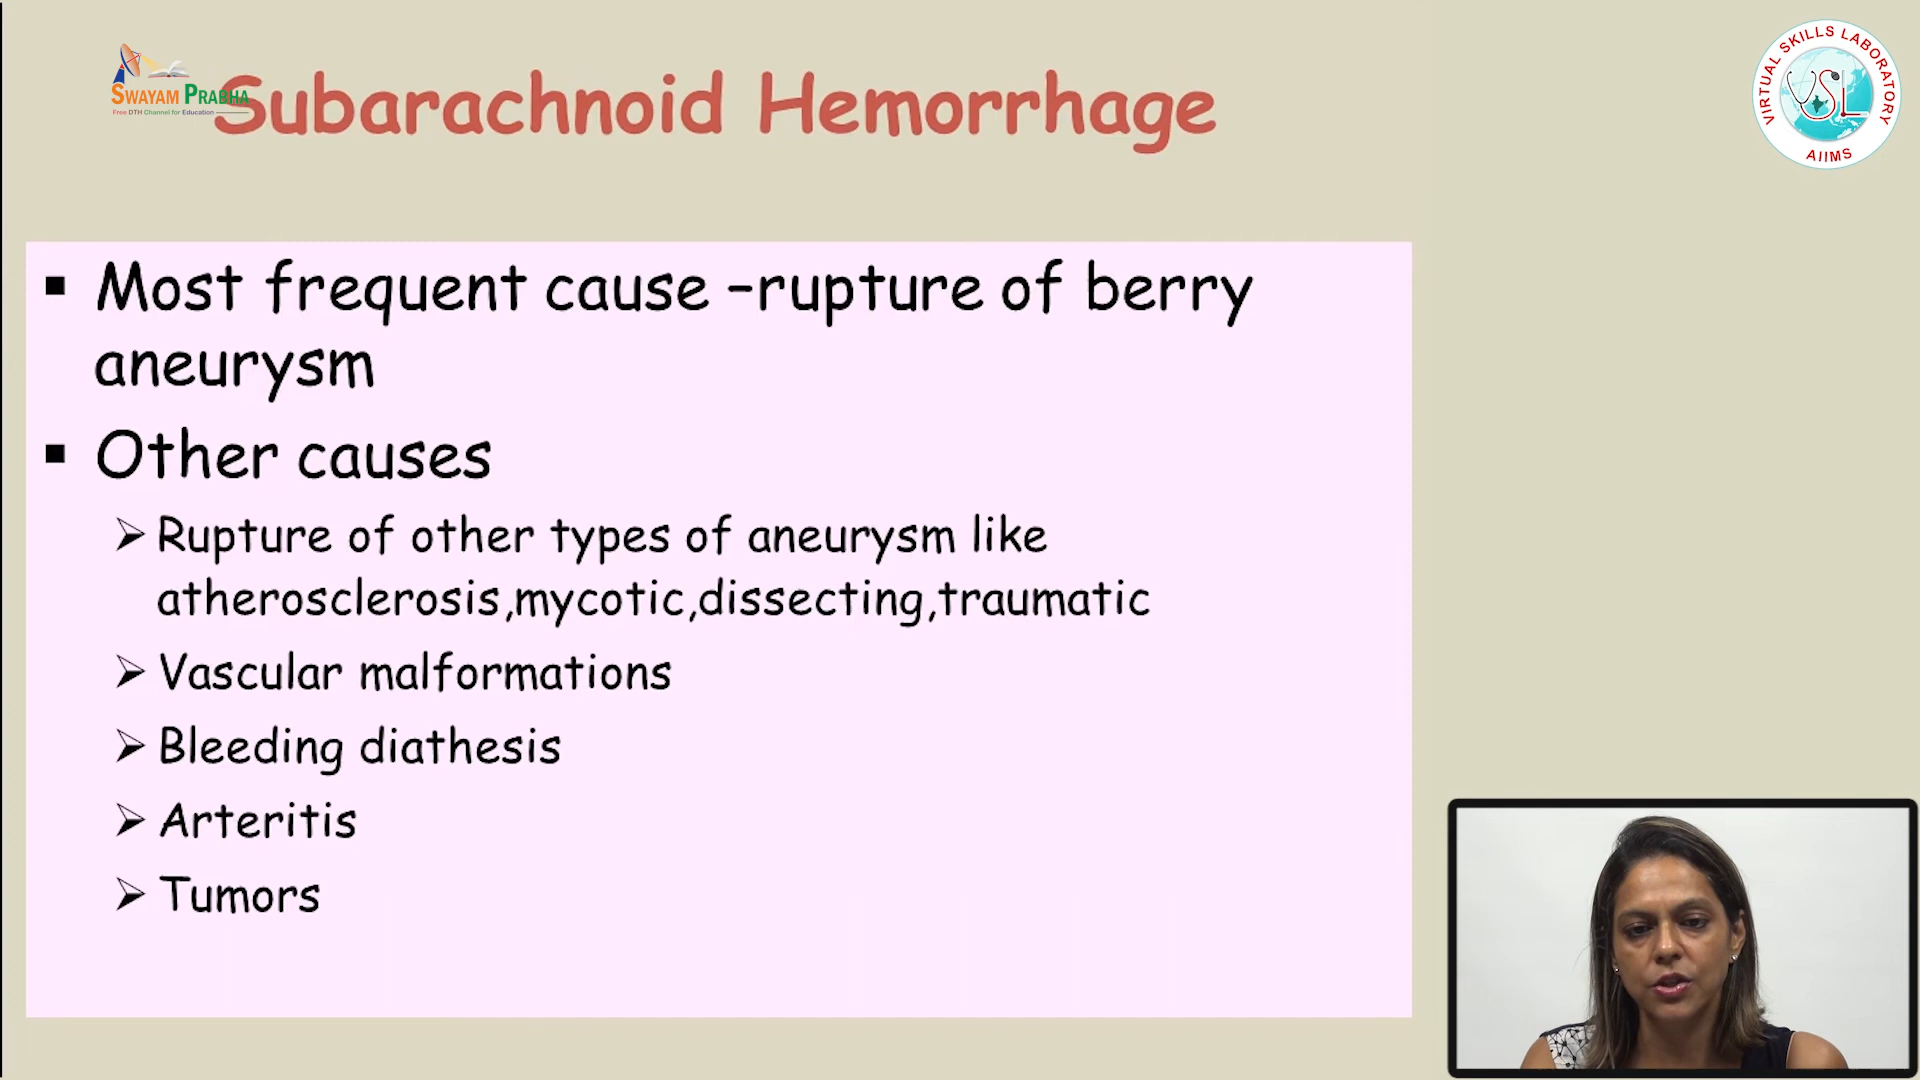 SWAYAM PRABHA
Free DTH Channel for Education
Subarachnoid Hemorrhage
VIRTUAL SKILLS LABORATORY
VSL
AIIMS
▪ Most frequent cause –rupture of berry
aneurysm
▪ Other causes
➢ Rupture of other types of aneurysm like
atherosclerosis,mycotic,dissecting,traumatic
➢ Vascular malformations
➢ Bleeding diathesis
➢ Arteritis
➢ Tumors